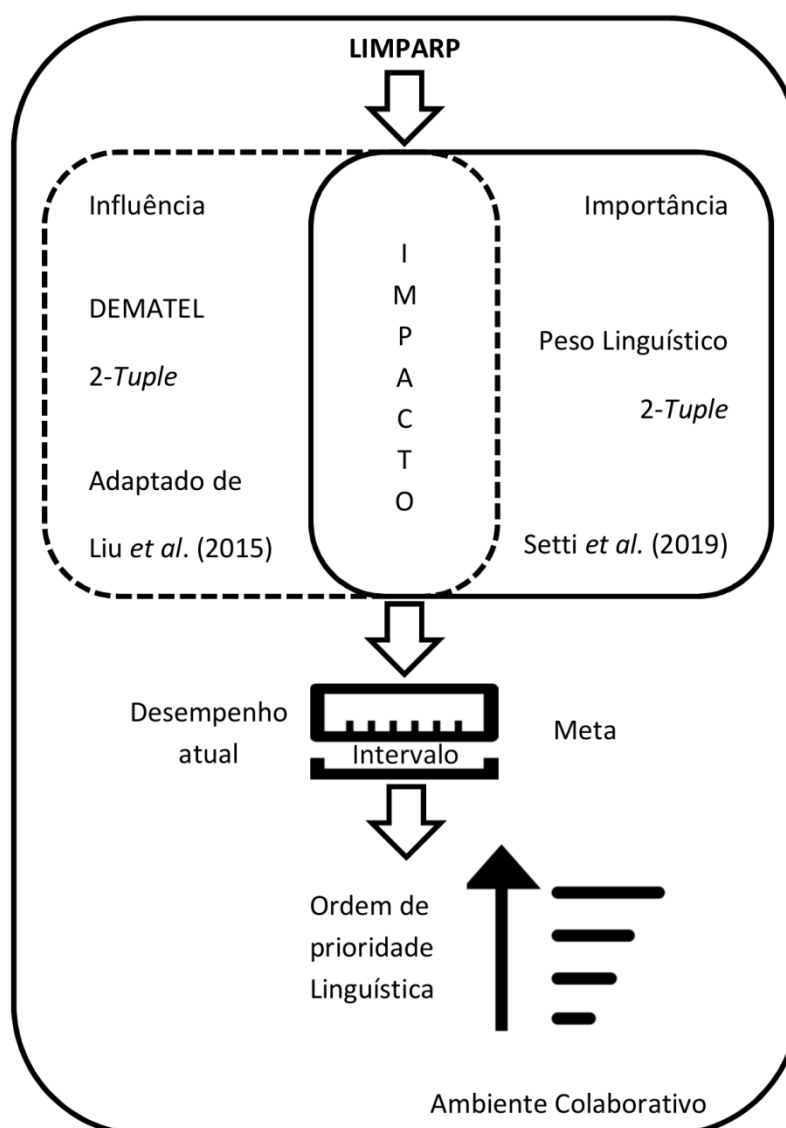 LIMPARP
Influência
DEMATEL
2-Tuple
Adaptado de
Liu et al. (2015)
I
M
P
A
C
T
O
Importância
Peso Linguístico
2-Tuple
Setti et al. (2019)
Desempenho
atual
Intervalo
Meta
Ordem de
prioridade
Linguística
Ambiente Colaborativo